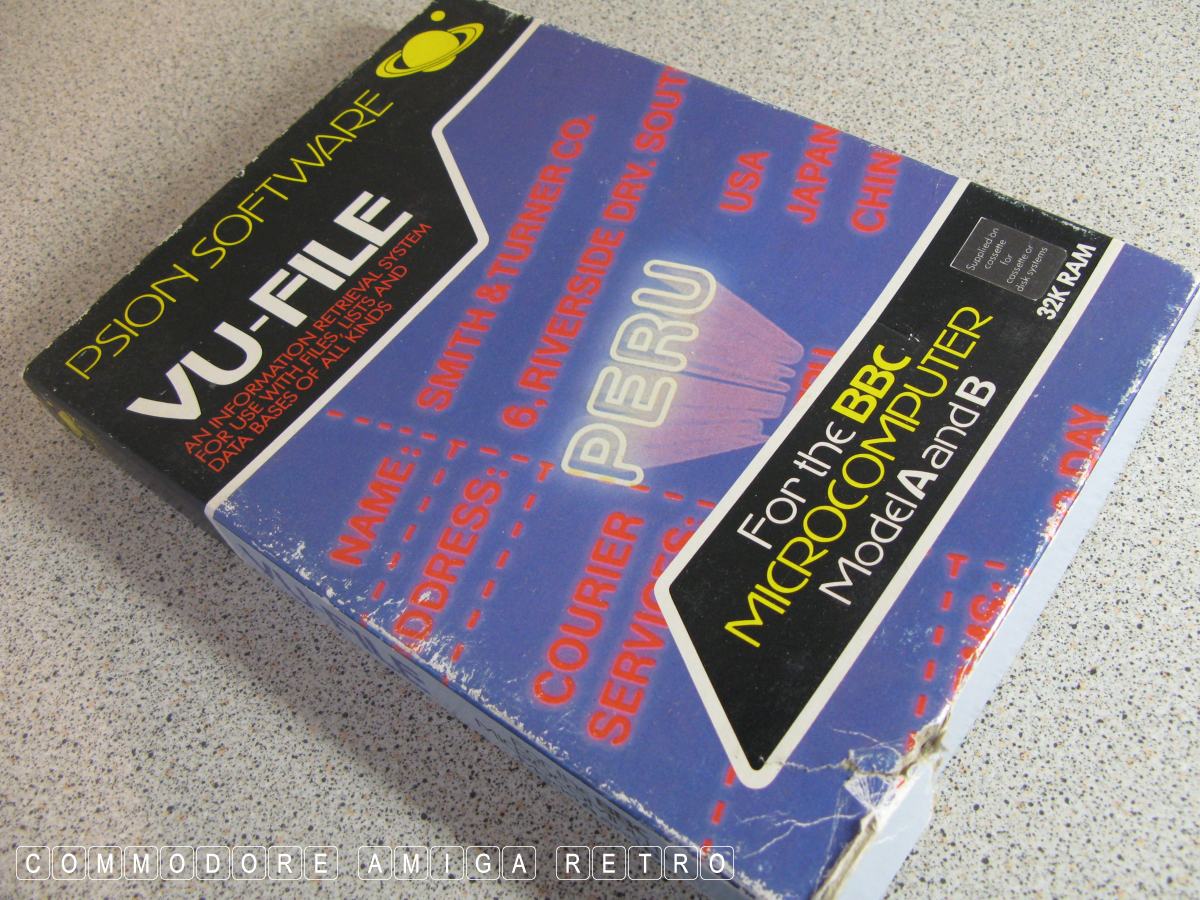 PSION SOFTWARE
VU-FILE
AN INFORMATION RETRIEVAL SYSTEM
FOR USE WITH FILES, LISTS AND
DATA BASES OF ALL KINDS
NAME: SMITH & TURNER CO.
ADDRESS: 6, RIVERSIDE DRV. SOUT
COURIER
SERVICES:
USA
JAPAN
CHIN
PERU
Supplied on
cassette
for
cassette or
disk systems
32K RAM
For the BBC
MICROCOMPUTER
Model A and B
DAY
COMMODORE AMIGA RETRO